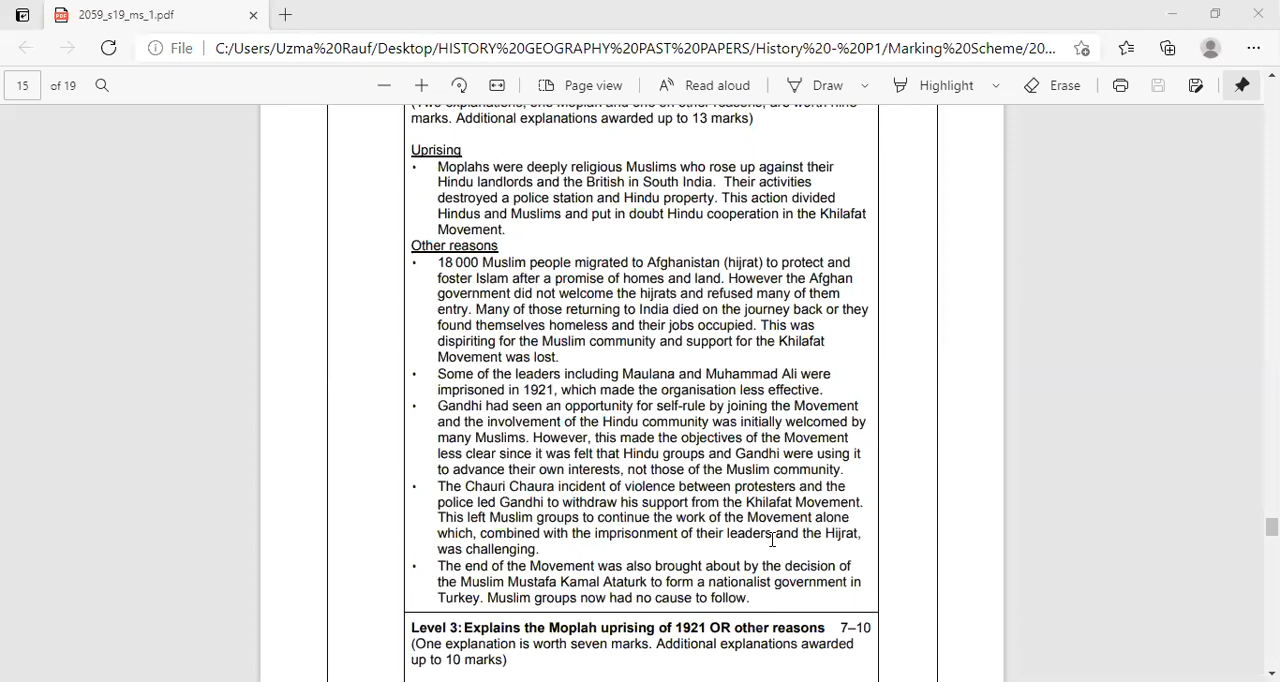 2059_s19_ms_1.pdf
File C:/Users/Uzma%20Rauf/Desktop/HISTORY%20GEOGRAPHY%20PAST%20PAPERS/History%20-%20P1/Marking%20Scheme/20...
15 of 19 Page view Read aloud Draw Highlight Erase
(Two explanations, one Moplah and one on other reasons, are worth nine
marks. Additional explanations awarded up to 13 marks)
Uprising
• Moplahs were deeply religious Muslims who rose up against their
Hindu landlords and the British in South India. Their activities
destroyed a police station and Hindu property. This action divided
Hindus and Muslims and put in doubt Hindu cooperation in the Khilafat
Movement.
Other reasons
• 18 000 Muslim people migrated to Afghanistan (hijrat) to protect and
foster Islam after a promise of homes and land. However the Afghan
government did not welcome the hijrats and refused many of them
entry. Many of those returning to India died on the journey back or they
found themselves homeless and their jobs occupied. This was
dispiriting for the Muslim community and support for the Khilafat
Movement was lost.
• Some of the leaders including Maulana and Muhammad Ali were
imprisoned in 1921, which made the organisation less effective.
• Gandhi had seen an opportunity for self-rule by joining the Movement
and the involvement of the Hindu community was initially welcomed by
many Muslims. However, this made the objectives of the Movement
less clear since it was felt that Hindu groups and Gandhi were using it
to advance their own interests, not those of the Muslim community.
• The Chauri Chaura incident of violence between protesters and the
police led Gandhi to withdraw his support from the Khilafat Movement.
This left Muslim groups to continue the work of the Movement alone
which, combined with the imprisonment of their leaders and the Hijrat,
was challenging.
• The end of the Movement was also brought about by the decision of
the Muslim Mustafa Kamal Ataturk to form a nationalist government in
Turkey. Muslim groups now had no cause to follow.
Level 3: Explains the Moplah uprising of 1921 OR other reasons 7–10
(One explanation is worth seven marks. Additional explanations awarded
up to 10 marks)